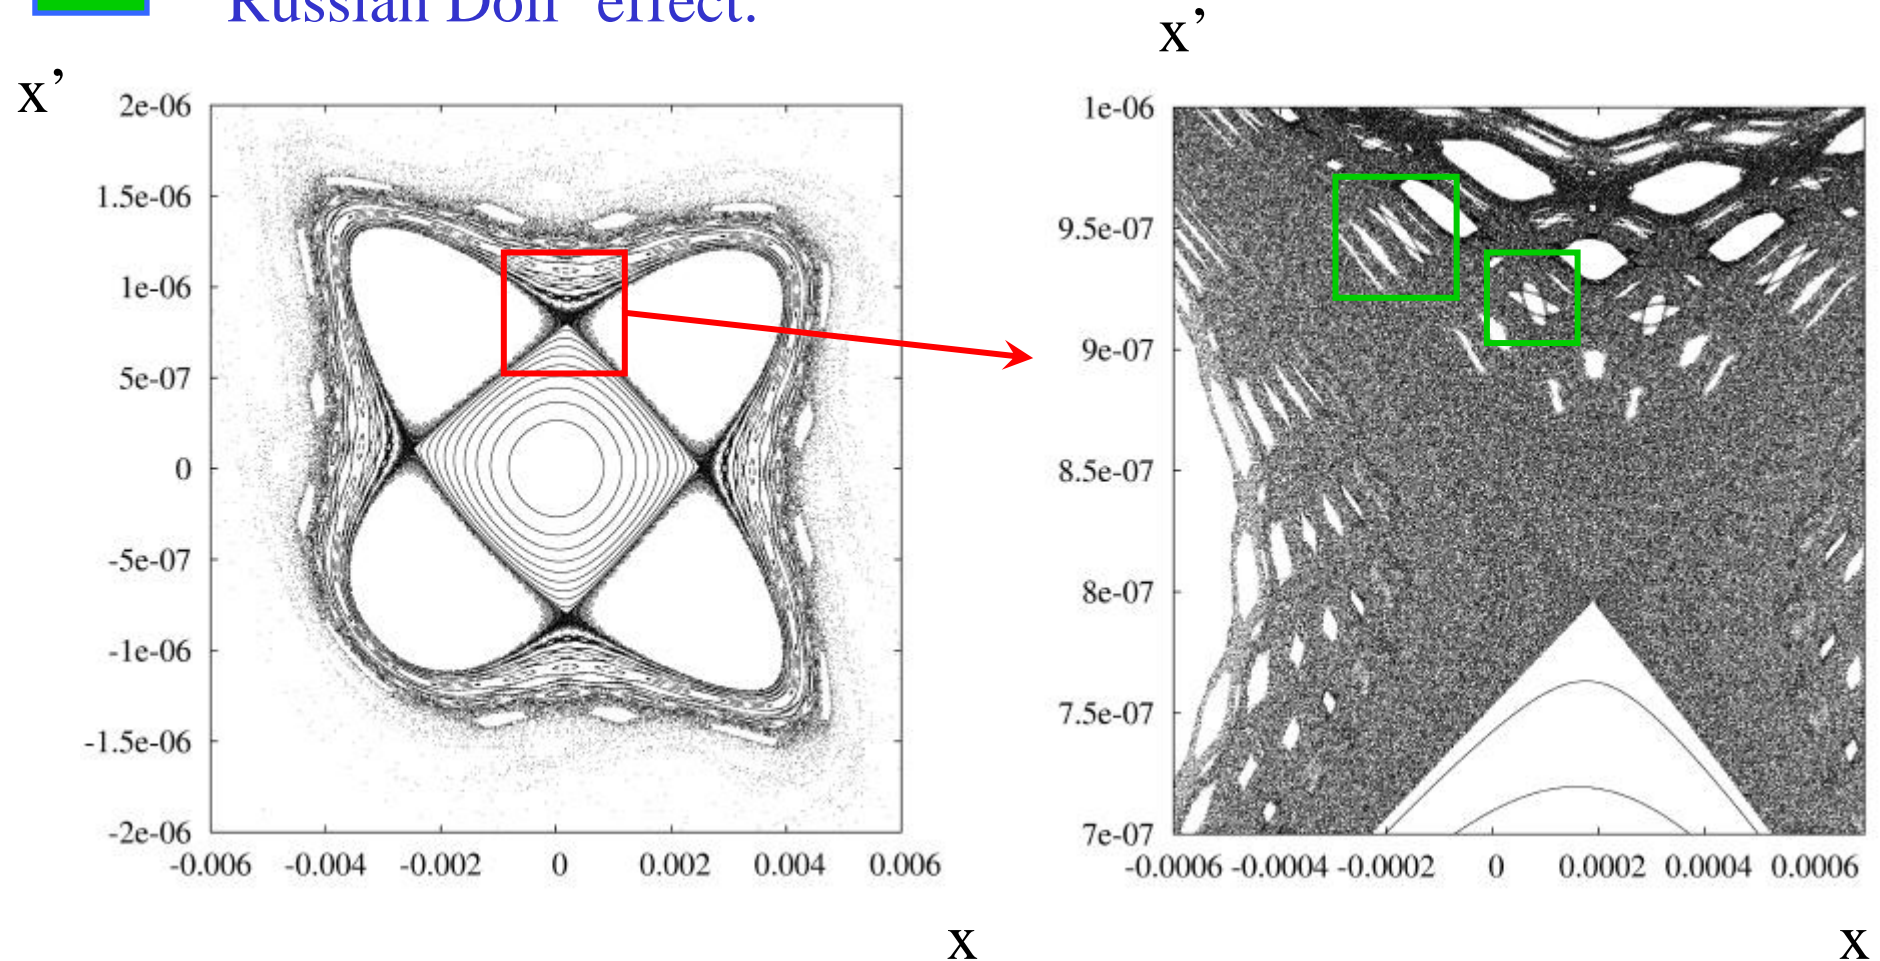 Russian Doll" effect.
x'
x'
2e-06
1.5e-06
1e-06
5e-07
0
-5e-07
-1e-06
-1.5e-06
-2e-06
-0.006 -0.004 -0.002 0 0.002 0.004 0.006
x
1e-06
9.5e-07
9e-07
8.5e-07
8e-07
7.5e-07
7e-07
-0.0006 -0.0004 -0.0002 0 0.0002 0.0004 0.0006
x